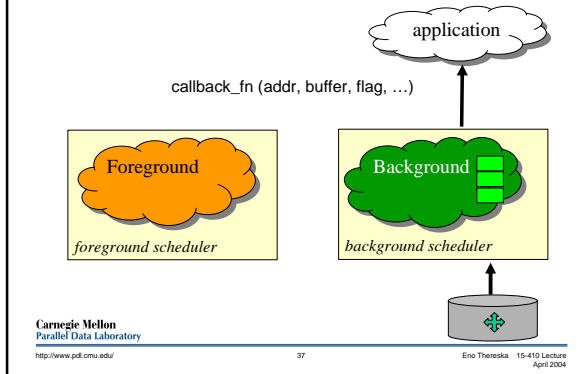 application
callback_fn (addr, buffer, flag, …)
Foreground
Background
foreground scheduler
background scheduler
Carnegie Mellon
Parallel Data Laboratory
http://www.pdl.cmu.edu/
37
Eno Thereska 15-410 Lecture
April 2004